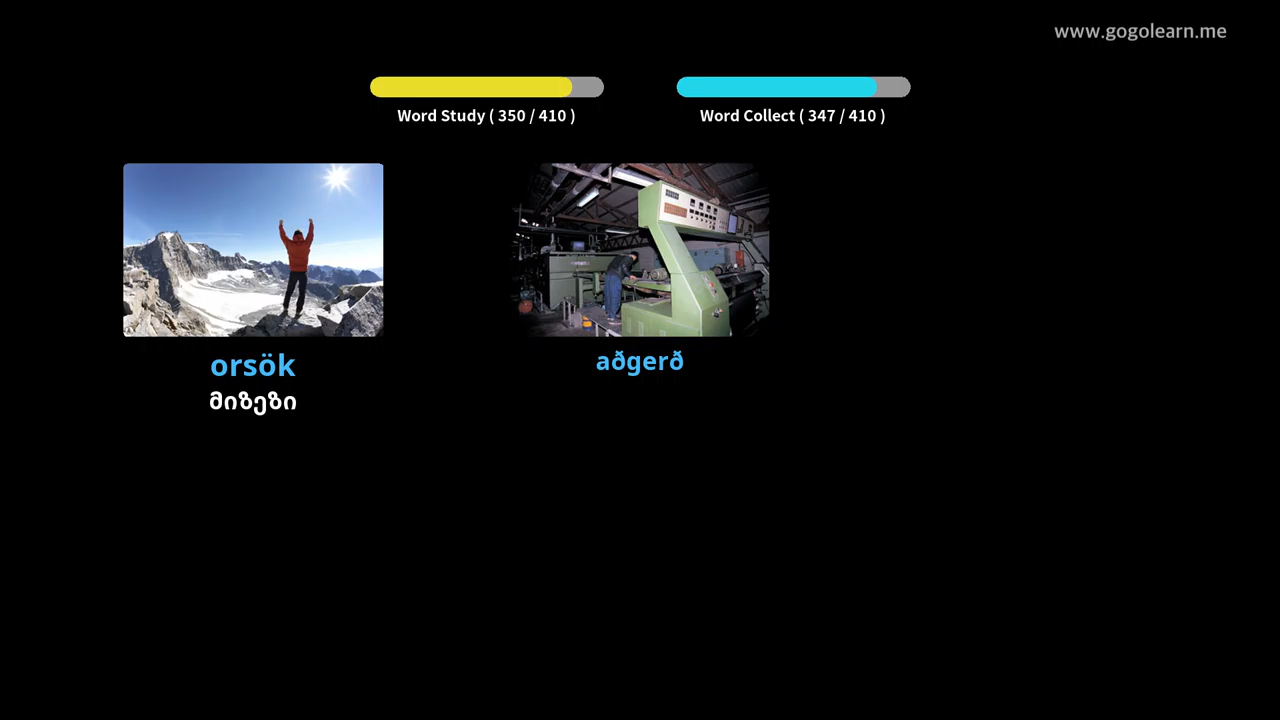 www.gogolearn.me
Word Study ( 350 / 410 )
Word Collect ( 347 / 410 )
orsök
მიზეზი
aðgerð